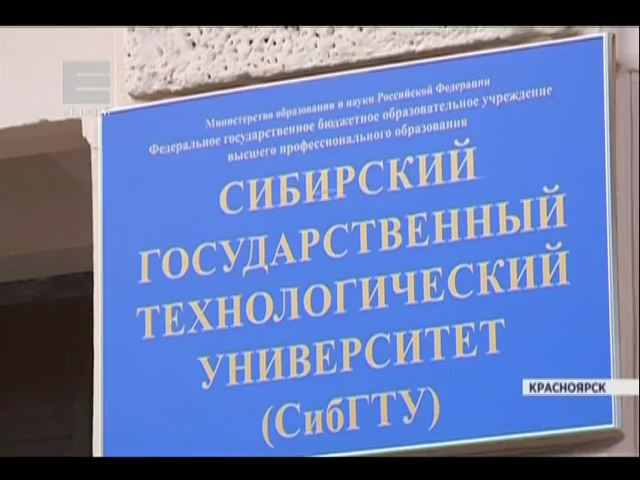 Министерство образования и науки Российской Федерации
Федеральное государственное бюджетное образовательное учреждение
высшего профессионального образования
СИБИРСКИЙ
ГОСУДАРСТВЕННЫЙ
ТЕХНОЛОГИЧЕСКИЙ
УНИВЕРСИТЕТ
(СибГТУ)
КРАСНОЯРСК